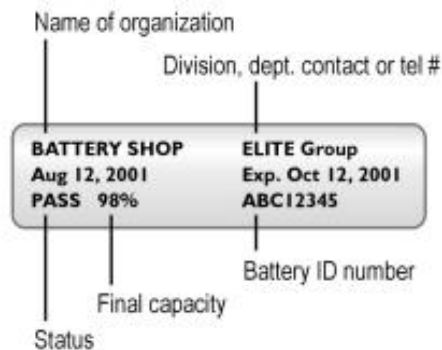 Name of organization
Division, dept. contact or tel #
BATTERY SHOP ELITE Group
Aug 12, 2001 Exp. Oct 12, 2001
PASS 98% ABC12345
Battery ID number
Final capacity
Status